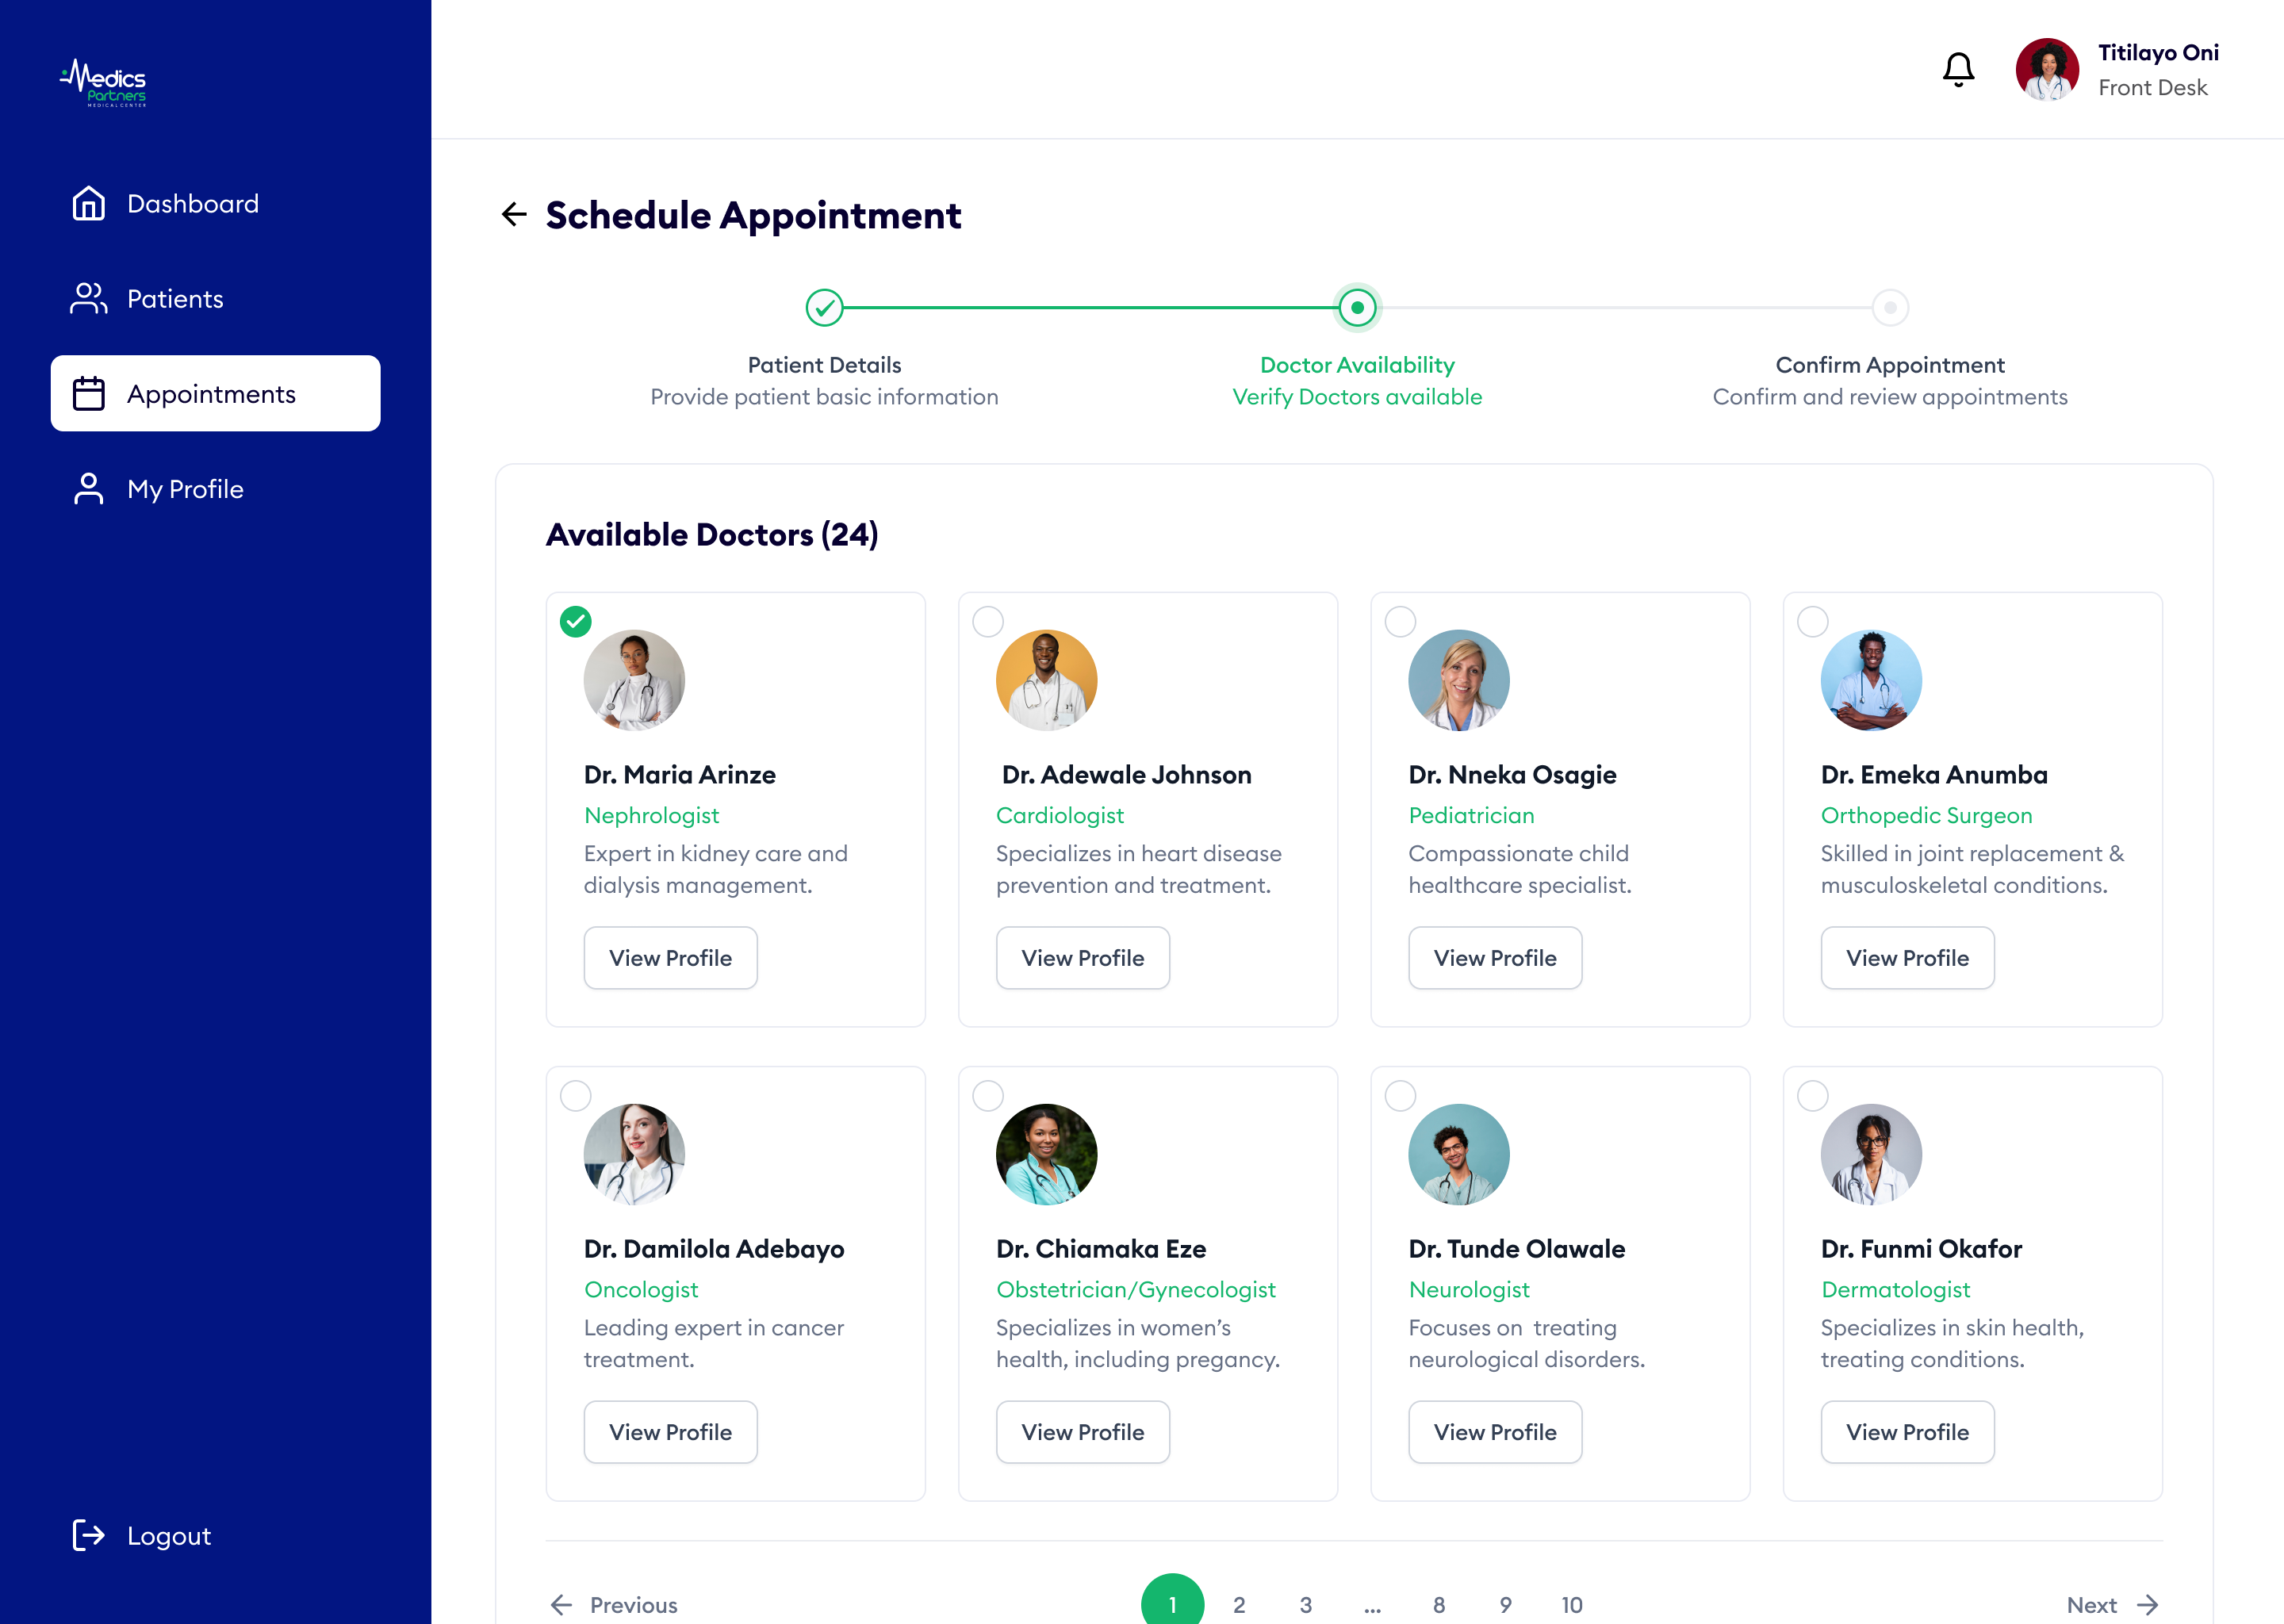 Medics
Partners
MEDICAL CENTER
Titilayo Oni
Front Desk
Dashboard
Patients
Appointments
My Profile
Logout
Schedule Appointment
Patient Details
Provide patient basic information
Doctor Availability
Verify Doctors available
Confirm Appointment
Confirm and review appointments
Available Doctors (24)
Dr. Maria Arinze
Nephrologist
Expert in kidney care and
dialysis management.
View Profile
Dr. Adewale Johnson
Cardiologist
Specializes in heart disease
prevention and treatment.
View Profile
Dr. Nneka Osagie
Pediatrician
Compassionate child
healthcare specialist.
View Profile
Dr. Emeka Anumba
Orthopedic Surgeon
Skilled in joint replacement &
musculoskeletal conditions.
View Profile
Dr. Damilola Adebayo
Oncologist
Leading expert in cancer
treatment.
View Profile
Dr. Chiamaka Eze
Obstetrician/Gynecologist
Specializes in women’s
health, including pregancy.
View Profile
Dr. Tunde Olawale
Neurologist
Focuses on  treating
neurological disorders.
View Profile
Dr. Funmi Okafor
Dermatologist
Specializes in skin health,
treating conditions.
View Profile
Previous 1 2 3 ... 8 9 10 Next